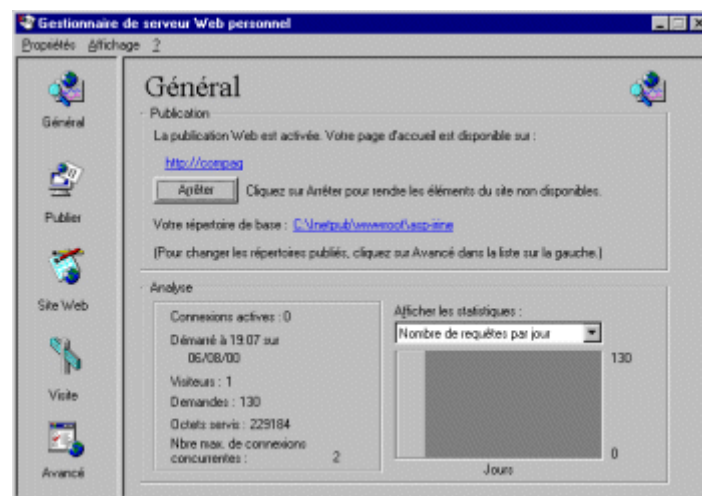 Gestionnaire de serveur Web personnel
Propriétés Affichage ?
Général
Publier
Site Web
Visite
Avancé
Général
Publication
La publication Web est activée. Votre page d'accueil est disponible sur :
http://compaq
Arrêter Cliquez sur Arrêter pour rendre les éléments du site non disponibles.
Votre répertoire de base : C:\Inetpub\wwwroot\asp-iine
(Pour changer les répertoires publiés, cliquez sur Avancé dans la liste sur la gauche.)
Analyse
Connexions actives : 0
Démarré à 19.07 sur
06/08/00
Visiteurs : 1
Demandes : 130
Octets servis : 229184
Nbre max. de connexions
concurrentes : 2
Afficher les statistiques :
Nombre de requêtes par jour
130
0
Jours